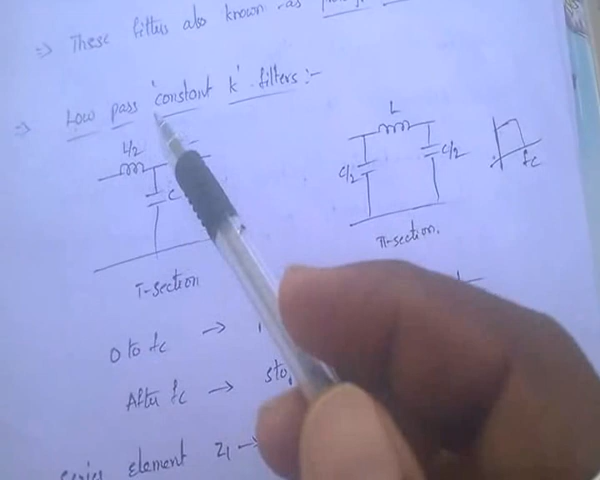 => These filters also known as
=> Low pass 'constant k' filters :-
L/2
C
T-section
L
C/2
C/2
fc
π-section.
0 to fc →
After fc →
series element Z1 →